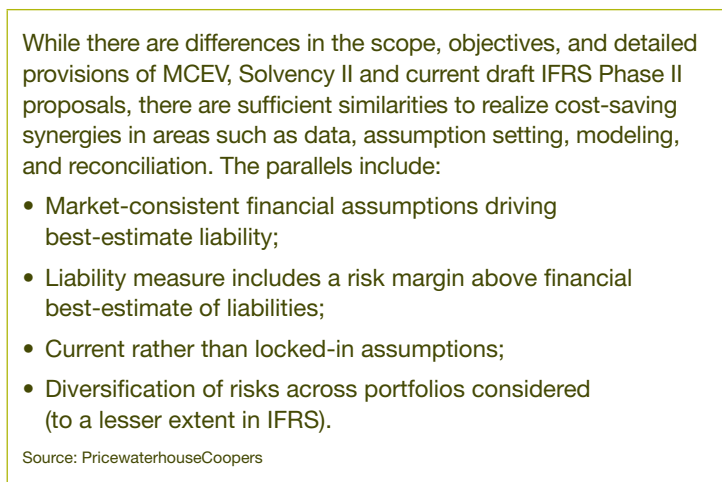 While there are differences in the scope, objectives, and detailed
provisions of MCEV, Solvency II and current draft IFRS Phase II
proposals, there are sufficient similarities to realize cost-saving
synergies in areas such as data, assumption setting, modeling,
and reconciliation. The parallels include:
• Market-consistent financial assumptions driving
best-estimate liability;
• Liability measure includes a risk margin above financial
best-estimate of liabilities;
• Current rather than locked-in assumptions;
• Diversification of risks across portfolios considered
(to a lesser extent in IFRS).
Source: PricewaterhouseCoopers